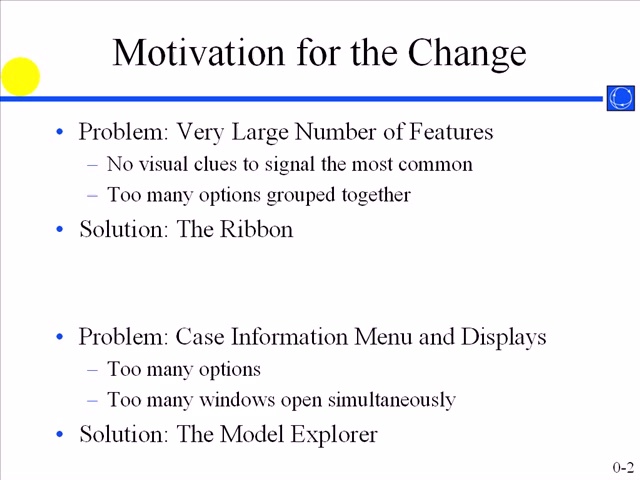 Motivation for the Change
• Problem: Very Large Number of Features
– No visual clues to signal the most common
– Too many options grouped together
• Solution: The Ribbon
• Problem: Case Information Menu and Displays
– Too many options
– Too many windows open simultaneously
• Solution: The Model Explorer
0-2